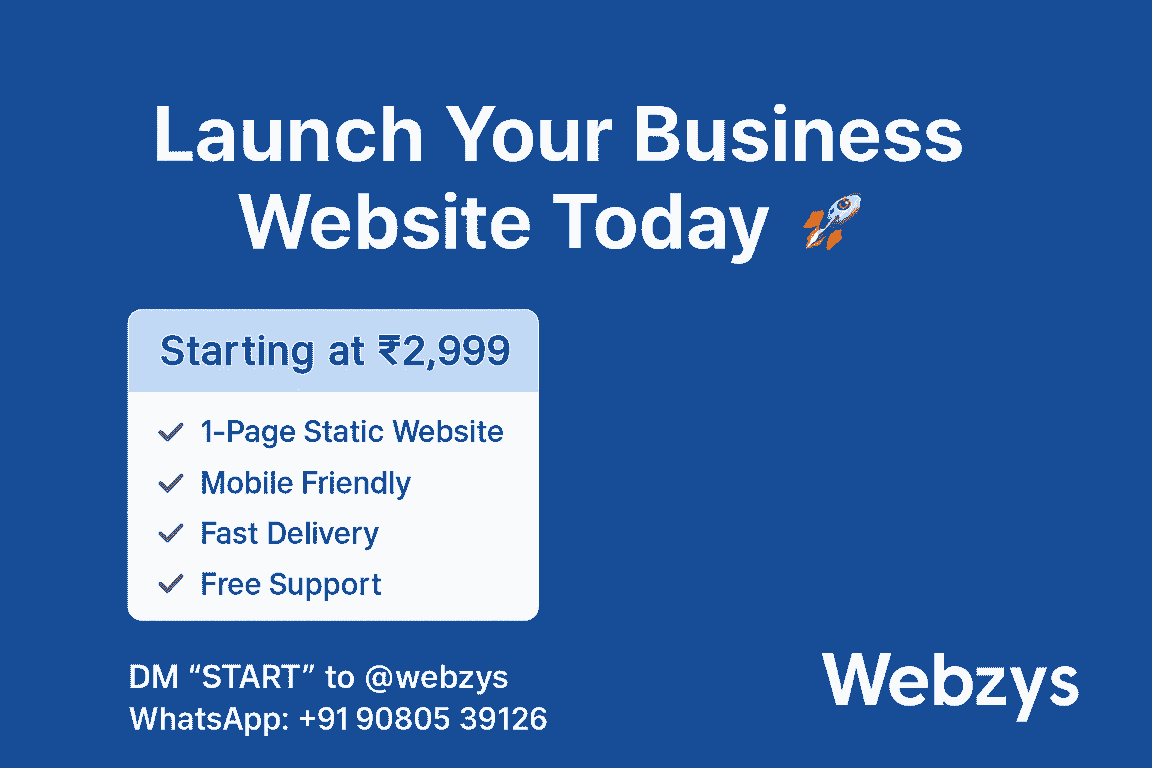 Launch Your Business
Website Today 🚀
Starting at ₹2,999
✓ 1-Page Static Website
✓ Mobile Friendly
✓ Fast Delivery
✓ Free Support
DM “START” to @webzys
WhatsApp: +91 90805 39126
Webzys